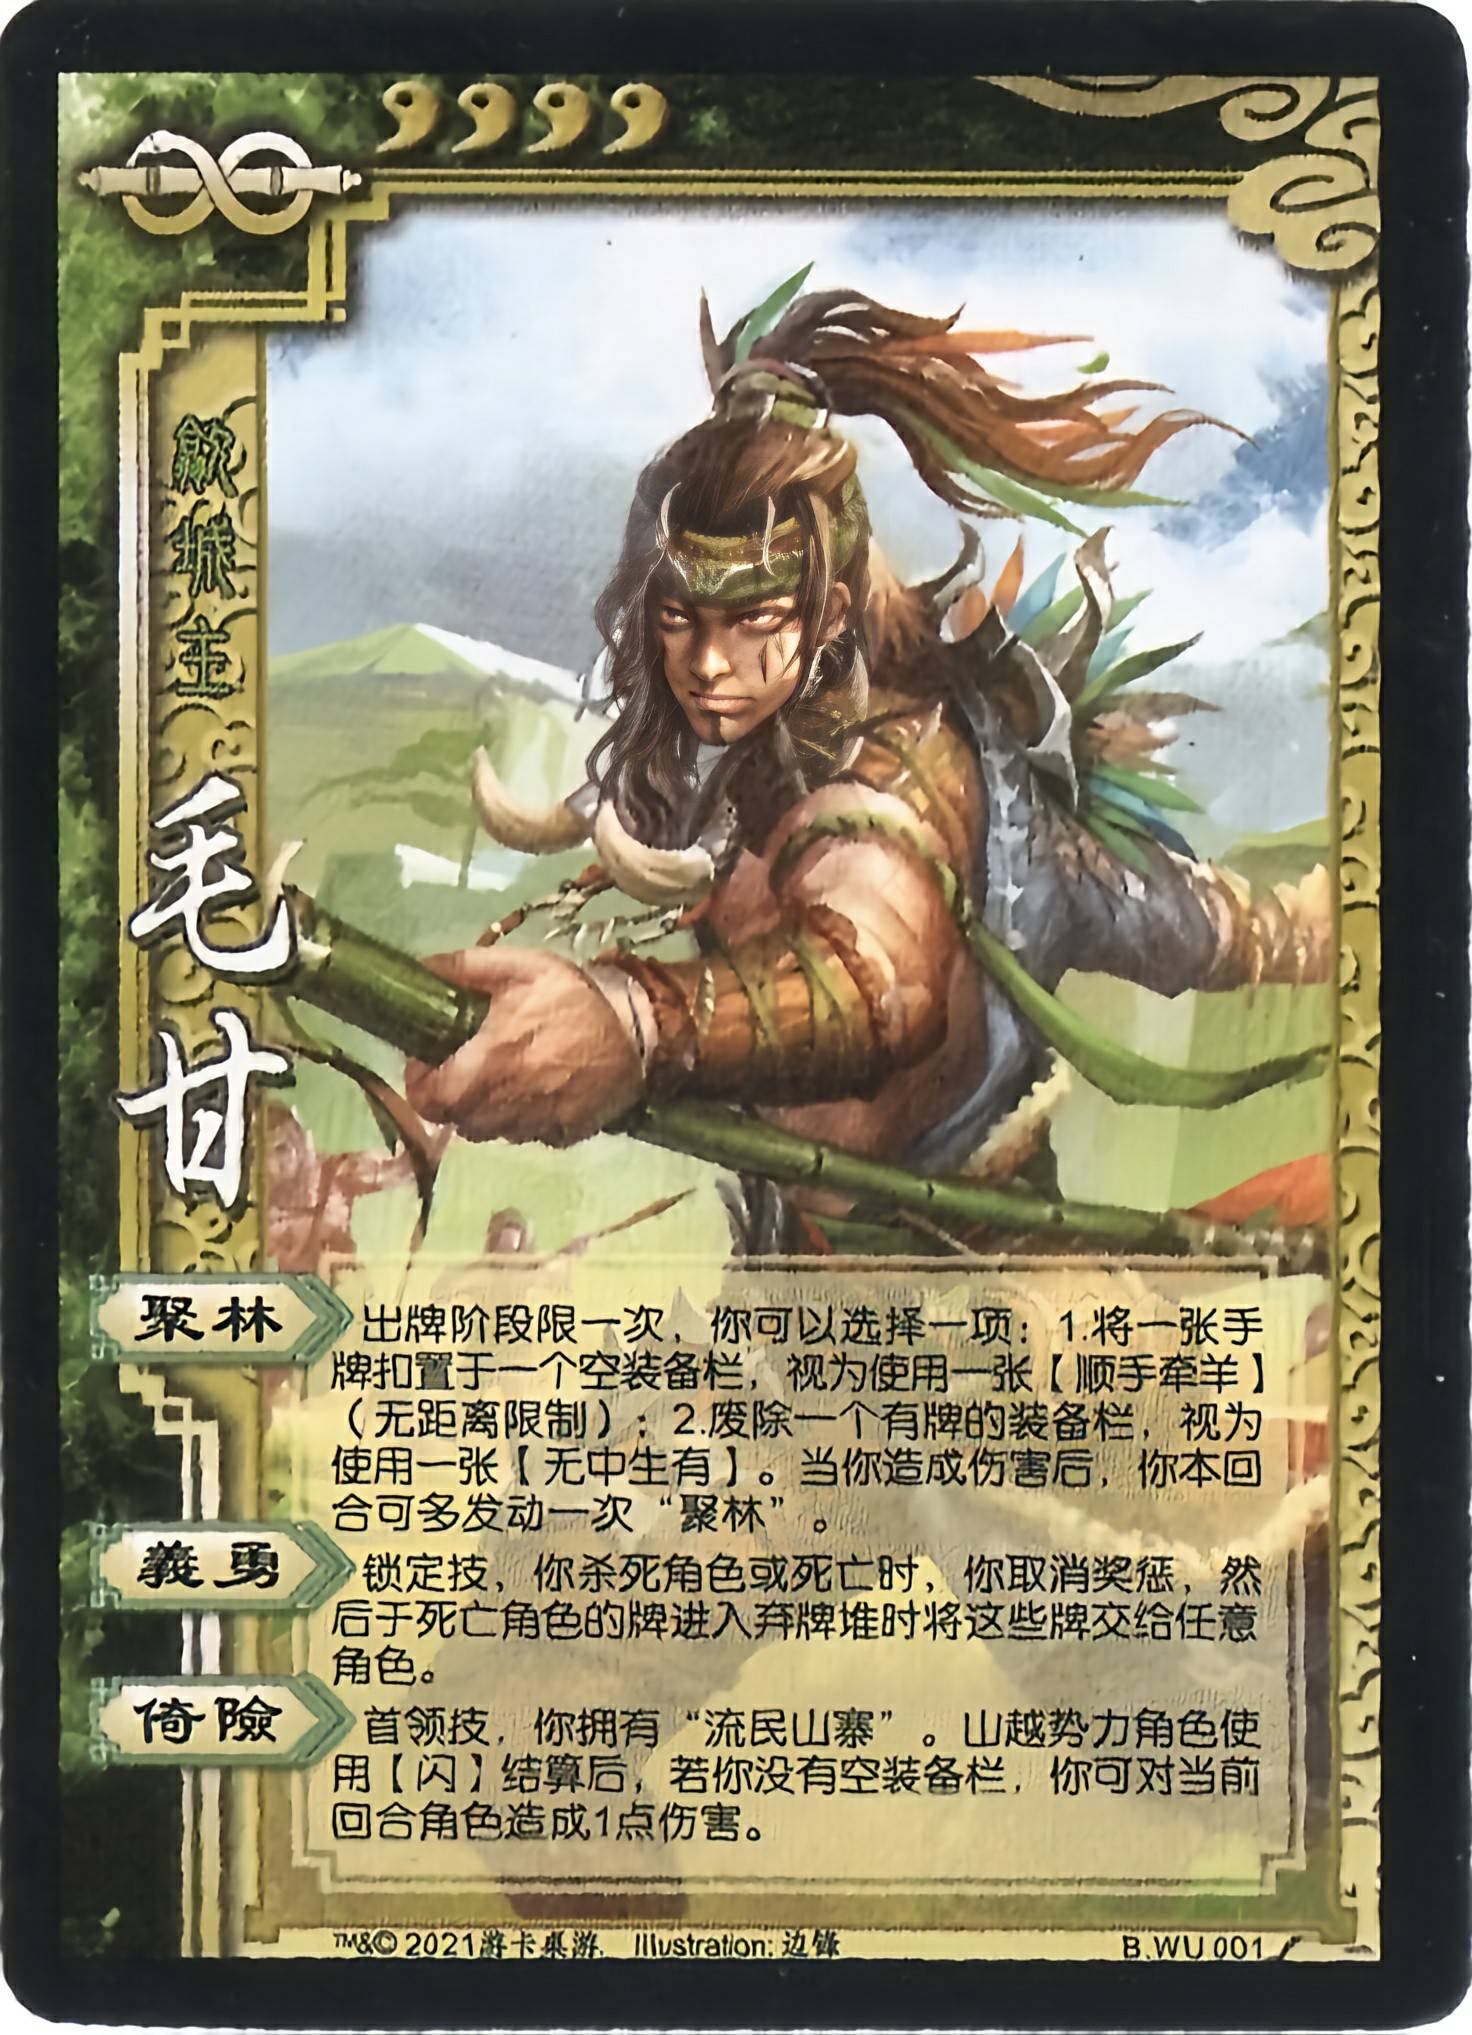 歙城主
毛甘
聚林
出牌阶段限一次，你可以选择一项：1.将一张手
牌扣置于一个空装备栏，视为使用一张【顺手牵羊】
（无距离限制）；2.废除一个有牌的装备栏，视为
使用一张【无中生有】。当你造成伤害后，你本回
合可多发动一次“聚林”。
義勇
锁定技，你杀死角色或死亡时，你取消奖惩，然
后于死亡角色的牌进入弃牌堆时将这些牌交给任意
角色。
倚險
首领技，你拥有“流民山寨”。山越势力角色使
用【闪】结算后，若你没有空装备栏，你可对当前
回合角色造成1点伤害。
™&© 2021游卡桌游. Illustration: 边锋
B.WU 001